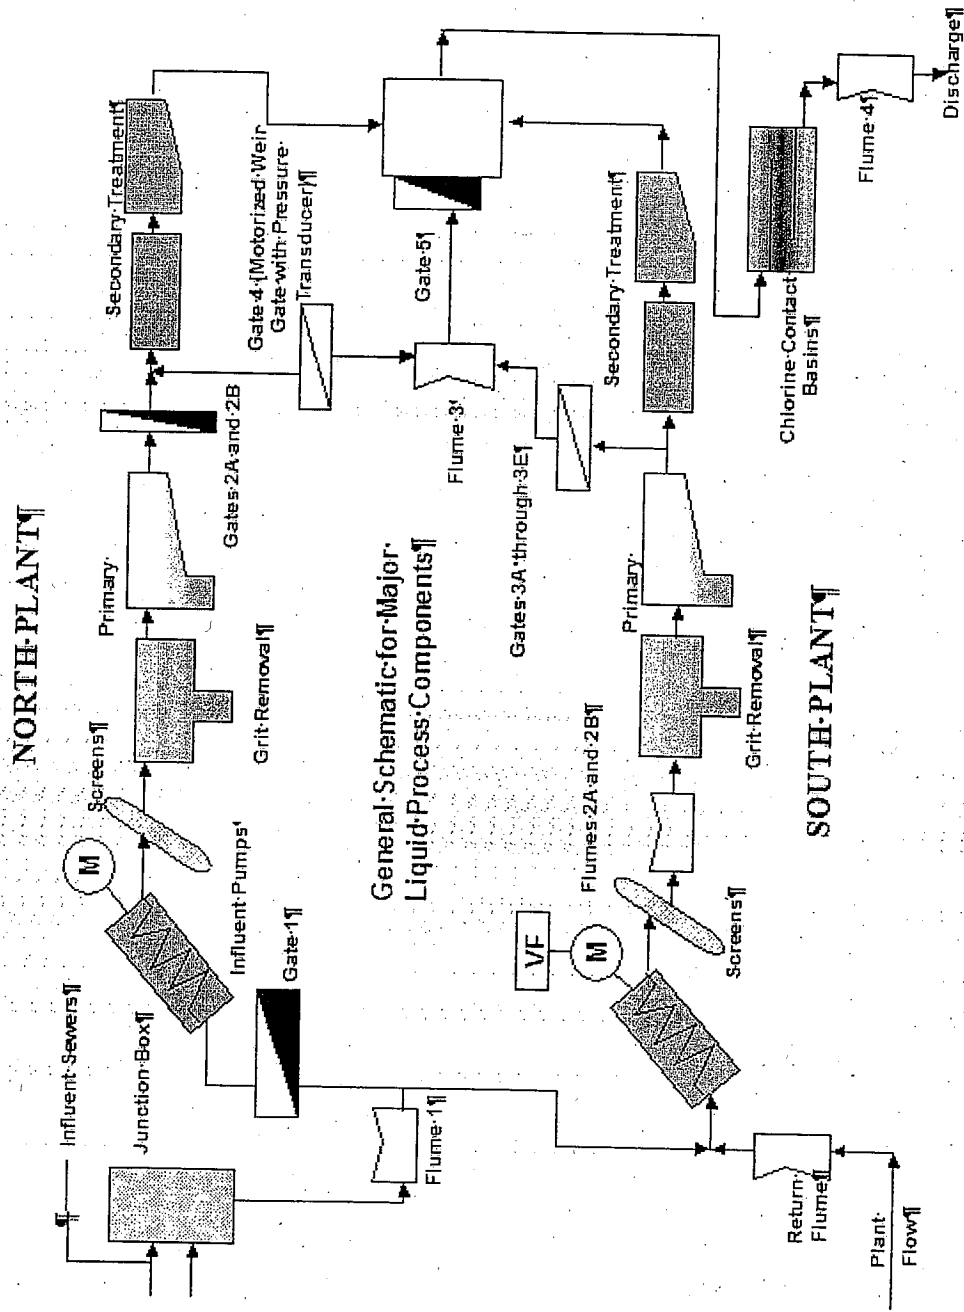 NORTH·PLANT¶
Influent·Sewers¶
¶
Junction·Box¶
M
Influent·Pumps¶
Gate·1¶
Flume·1¶
Screens¶
Grit·Removal¶
Primary·
Gates·2A·and·2B¶
Secondary·Treatment¶
Gate·4·(Motorized·Weir·
Gate·with·Pressure·
Transducer)¶
Flume·3¶
Gate·5¶
General·Schematic·for·Major·
Liquid·Process·Components¶
Gates·3A·through·3E¶
VF
M
Screens¶
Flumes·2A·and·2B¶
Grit·Removal¶
Primary·
Secondary·Treatment¶
Chlorine·Contact·
Basins¶
Flume·4¶
Discharge¶
Return·
Flume¶
Plant·
Flow¶
SOUTH·PLANT¶